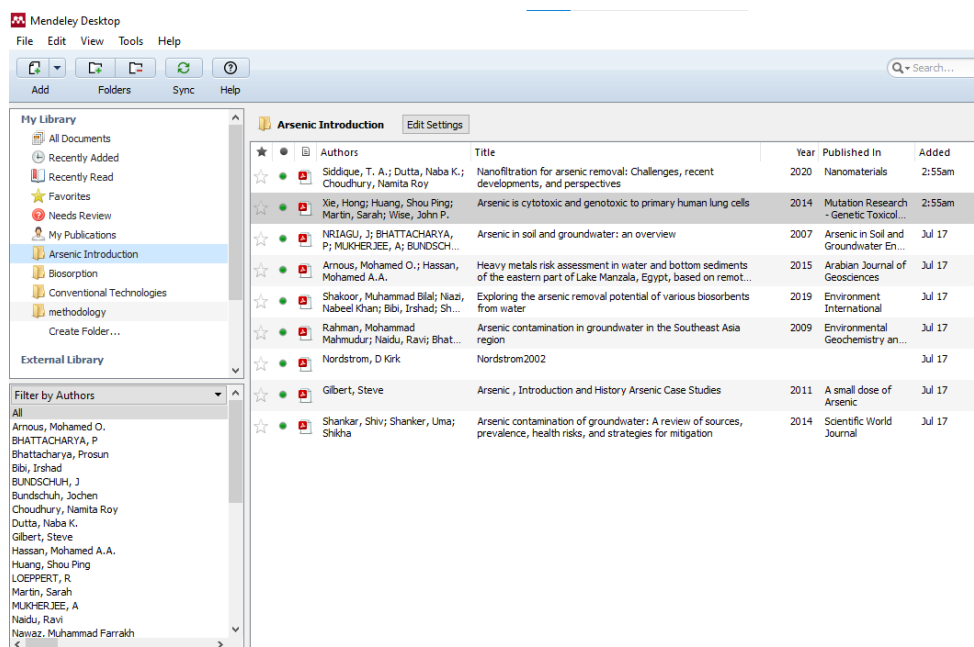 Mendeley Desktop
File Edit View Tools Help
Add Folders Sync Help
Search...
My Library
All Documents
Recently Added
Recently Read
Favorites
Needs Review
My Publications
Arsenic Introduction
Biosorption
Conventional Technologies
methodology
Create Folder...
External Library
Filter by Authors
All
Arnous, Mohamed O.
BHATTACHARYA, P
Bhattacharya, Prosun
Bibi, Irshad
BUNDSCHUH, J
Bundschuh, Jochen
Choudhury, Namita Roy
Dutta, Naba K.
Gilbert, Steve
Hassan, Mohamed A.A.
Huang, Shou Ping
LOEPPERT, R
Martin, Sarah
MUKHERJEE, A
Naidu, Ravi
Nawaz, Muhammad Farrakh
Arsenic Introduction Edit Settings
Authors Title Year Published In Added
Siddique, T. A.; Dutta, Naba K.; Nanofiltration for arsenic removal: Challenges, recent 2020 Nanomaterials 2:55am
Choudhury, Namita Roy developments, and perspectives
Xie, Hong; Huang, Shou Ping; Arsenic is cytotoxic and genotoxic to primary human lung cells 2014 Mutation Research 2:55am
Martin, Sarah; Wise, John P. - Genetic Toxicol...
NRIAGU, J; BHATTACHARYA, Arsenic in soil and groundwater: an overview 2007 Arsenic in Soil and Jul 17
P; MUKHERJEE, A; BUNDSCH... Groundwater En...
Arnous, Mohamed O.; Hassan, Heavy metals risk assessment in water and bottom sediments 2015 Arabian Journal of Jul 17
Mohamed A.A. of the eastern part of Lake Manzala, Egypt, based on remot... Geosciences
Shakoor, Muhammad Bilal; Niazi, Exploring the arsenic removal potential of various biosorbents 2019 Environment Jul 17
Nabeel Khan; Bibi, Irshad; Sh... from water International
Rahman, Mohammad Arsenic contamination in groundwater in the Southeast Asia 2009 Environmental Jul 17
Mahmudur; Naidu, Ravi; Bhat... region Geochemistry an...
Nordstrom, D Kirk Nordstrom2002 Jul 17
Gilbert, Steve Arsenic , Introduction and History Arsenic Case Studies 2011 A small dose of Jul 17
Arsenic
Shankar, Shiv; Shanker, Uma; Arsenic contamination of groundwater: A review of sources, 2014 Scientific World Jul 17
Shikha prevalence, health risks, and strategies for mitigation Journal